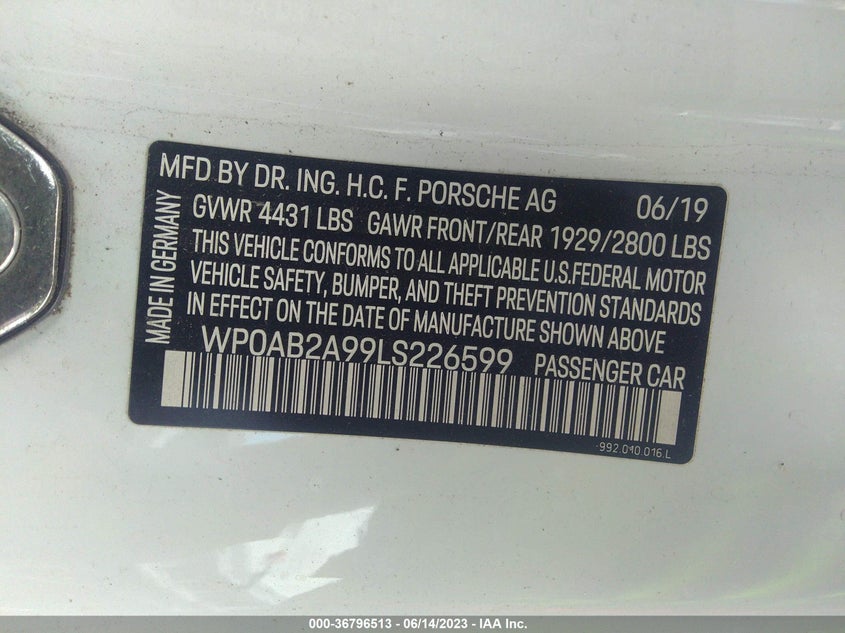 MFD BY DR. ING. H.C. F. PORSCHE AG 06/19
GVWR 4431 LBS GAWR FRONT/REAR 1929/2800 LBS
THIS VEHICLE CONFORMS TO ALL APPLICABLE U.S.FEDERAL MOTOR
VEHICLE SAFETY, BUMPER, AND THEFT PREVENTION STANDARDS
IN EFFECT ON THE DATE OF MANUFACTURE SHOWN ABOVE
WP0AB2A99LS226599 PASSENGER CAR
MADE IN GERMANY
992.010.016.L
000-36796513 - 06/14/2023 - IAA Inc.